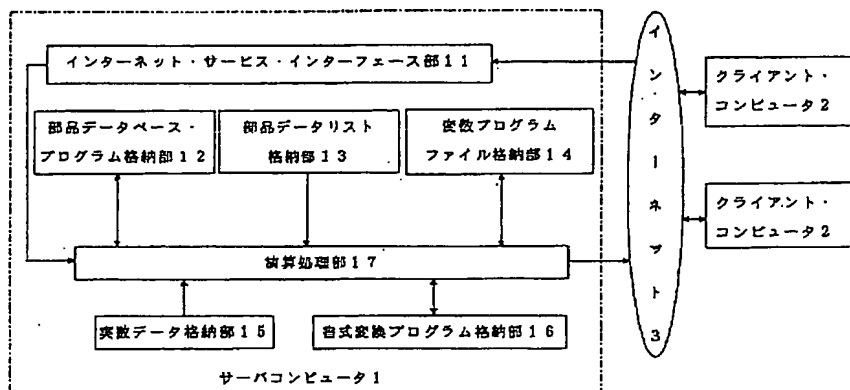 インターネット・サービス・インターフェース部11
部品データベース・
プログラム格納部12
部品データリスト
格納部13
変数プログラム
ファイル格納部14
演算処理部17
実数データ格納部15
書式変換プログラム格納部16
サーバコンピュータ1
インターネット3
クライアント・
コンピュータ2
クライアント・
コンピュータ2